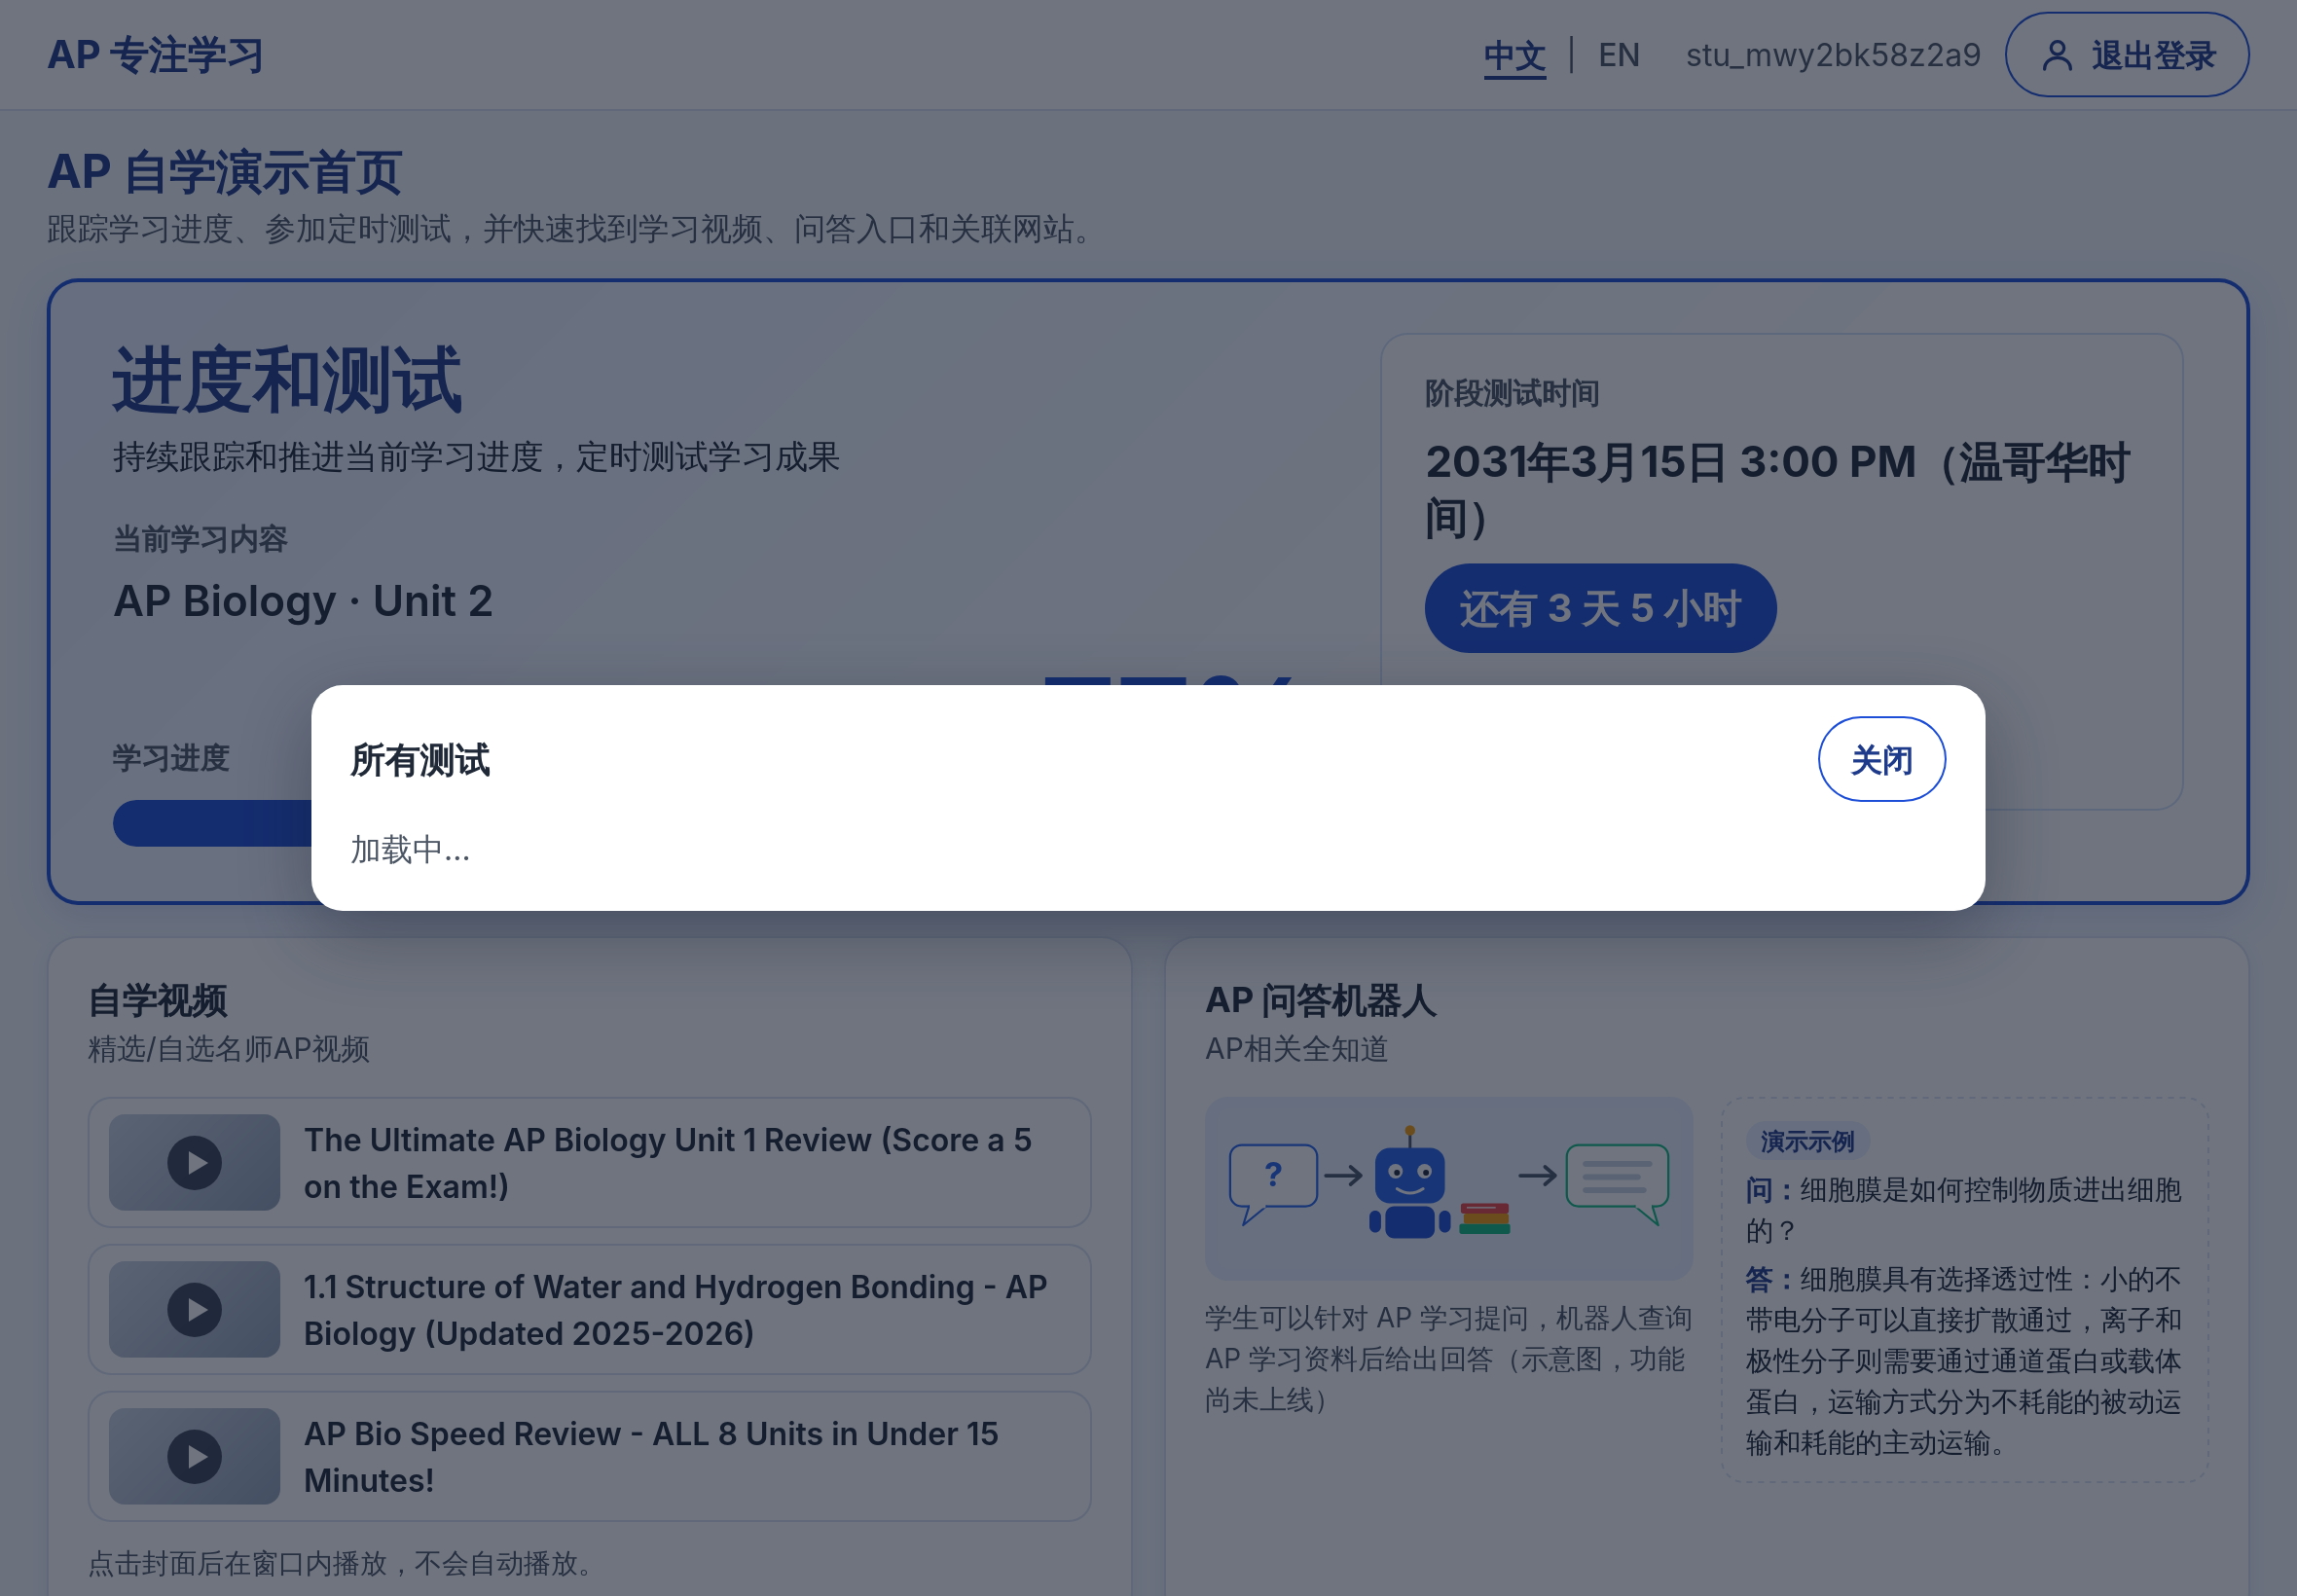 AP 专注学习
中文 | EN
stu_mwy2bk58z2a9
退出登录
AP 自学演示首页
跟踪学习进度、参加定时测试，并快速找到学习视频、问答入口和关联网站。
进度和测试
持续跟踪和推进当前学习进度，定时测试学习成果
当前学习内容
AP Biology · Unit 2
学习进度
阶段测试时间
2031年3月15日 3:00 PM（温哥华时
间）
还有 3 天 5 小时
所有测试
关闭
加载中...
自学视频
精选/自选名师AP视频
The Ultimate AP Biology Unit 1 Review (Score a 5
on the Exam!)
1.1 Structure of Water and Hydrogen Bonding - AP
Biology (Updated 2025-2026)
AP Bio Speed Review - ALL 8 Units in Under 15
Minutes!
点击封面后在窗口内播放，不会自动播放。
AP 问答机器人
AP相关全知道
?
学生可以针对 AP 学习提问，机器人查询
AP 学习资料后给出回答（示意图，功能
尚未上线）
演示示例
问：细胞膜是如何控制物质进出细胞
的？
答：细胞膜具有选择透过性：小的不
带电分子可以直接扩散通过，离子和
极性分子则需要通过通道蛋白或载体
蛋白，运输方式分为不耗能的被动运
输和耗能的主动运输。